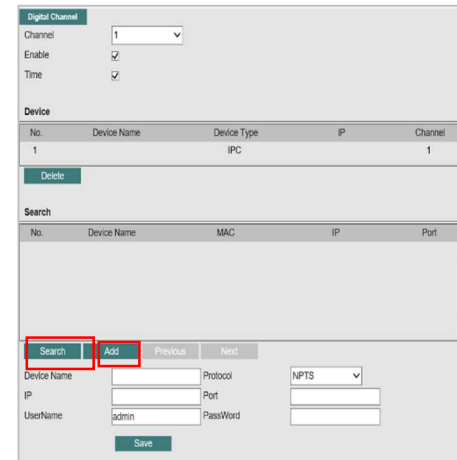 Digital Channel
Channel 1
Enable
Time
Device
No. Device Name Device Type IP Channel
1 IPC 1
Delete
Search
No. Device Name MAC IP Port
Search Add Previous Next
Device Name Protocol NPTS
IP Port
UserName admin PassWord
Save